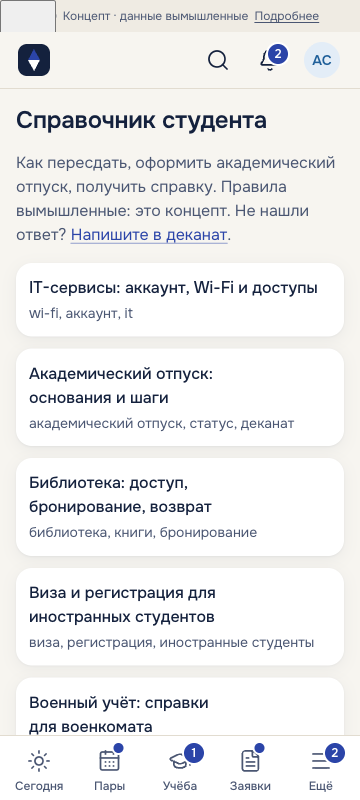 Концепт · данные вымышленные Подробнее
2
АС
Справочник студента
Как пересдать, оформить академический
отпуск, получить справку. Правила
вымышленные: это концепт. Не нашли
ответ? Напишите в деканат.
IT-сервисы: аккаунт, Wi-Fi и доступы
wi-fi, аккаунт, it
Академический отпуск:
основания и шаги
академический отпуск, статус, деканат
Библиотека: доступ,
бронирование, возврат
библиотека, книги, бронирование
Виза и регистрация для
иностранных студентов
виза, регистрация, иностранные студенты
Военный учёт: справки
для военкомата
1
2
Сегодня
Пары
Учёба
Заявки
Ещё